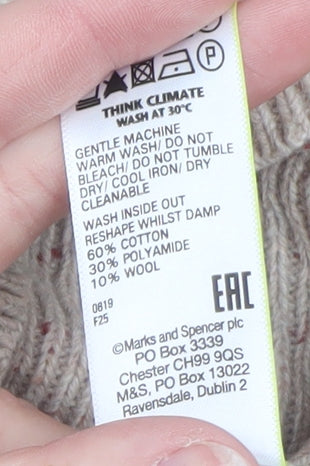 P
THINK CLIMATE
WASH AT 30°C
GENTLE MACHINE
WARM WASH/ DO NOT
BLEACH/ DO NOT TUMBLE
DRY/ COOL IRON/ DRY
CLEANABLE
WASH INSIDE OUT
RESHAPE WHILST DAMP
60% COTTON
30% POLYAMIDE
10% WOOL
0819
F25
EAC
©Marks and Spencer plc
PO Box 3339
Chester CH99 9QS
M&S, PO Box 13022
Ravensdale, Dublin 2